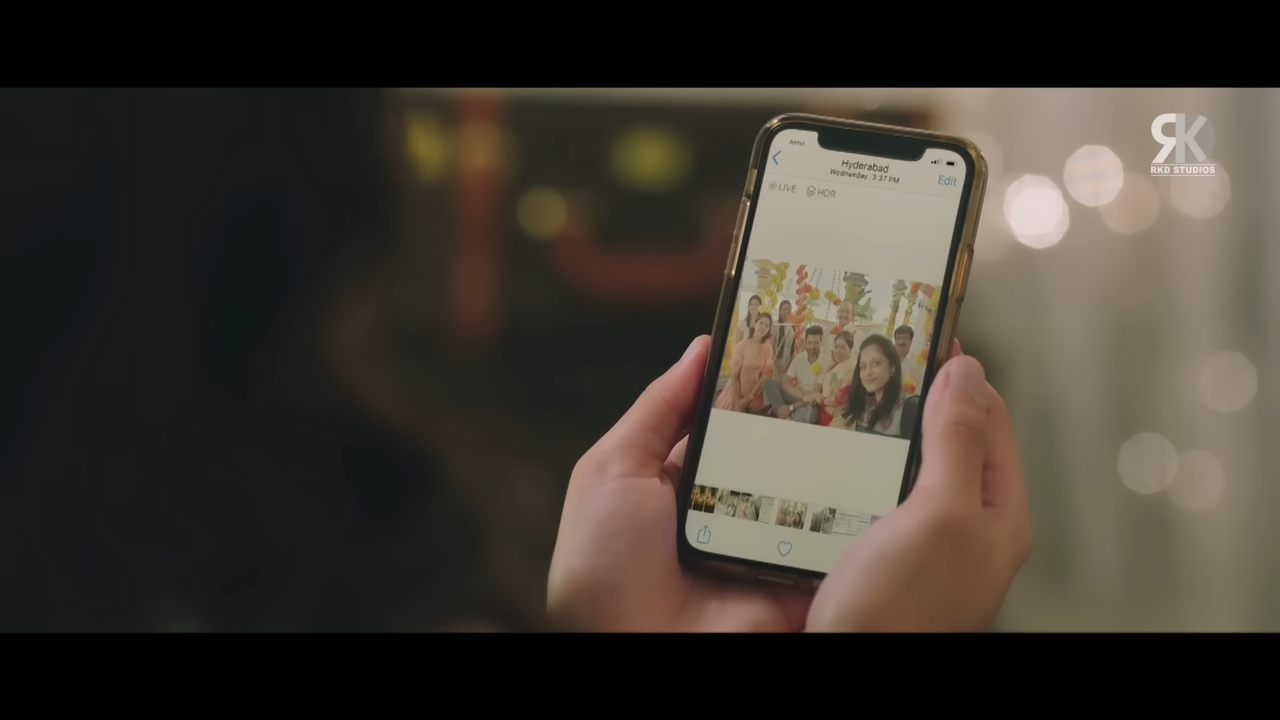 Airtel
Hyderabad
Wednesday 3:37 PM
Edit
LIVE
HDR
RK
RKD STUDIOS